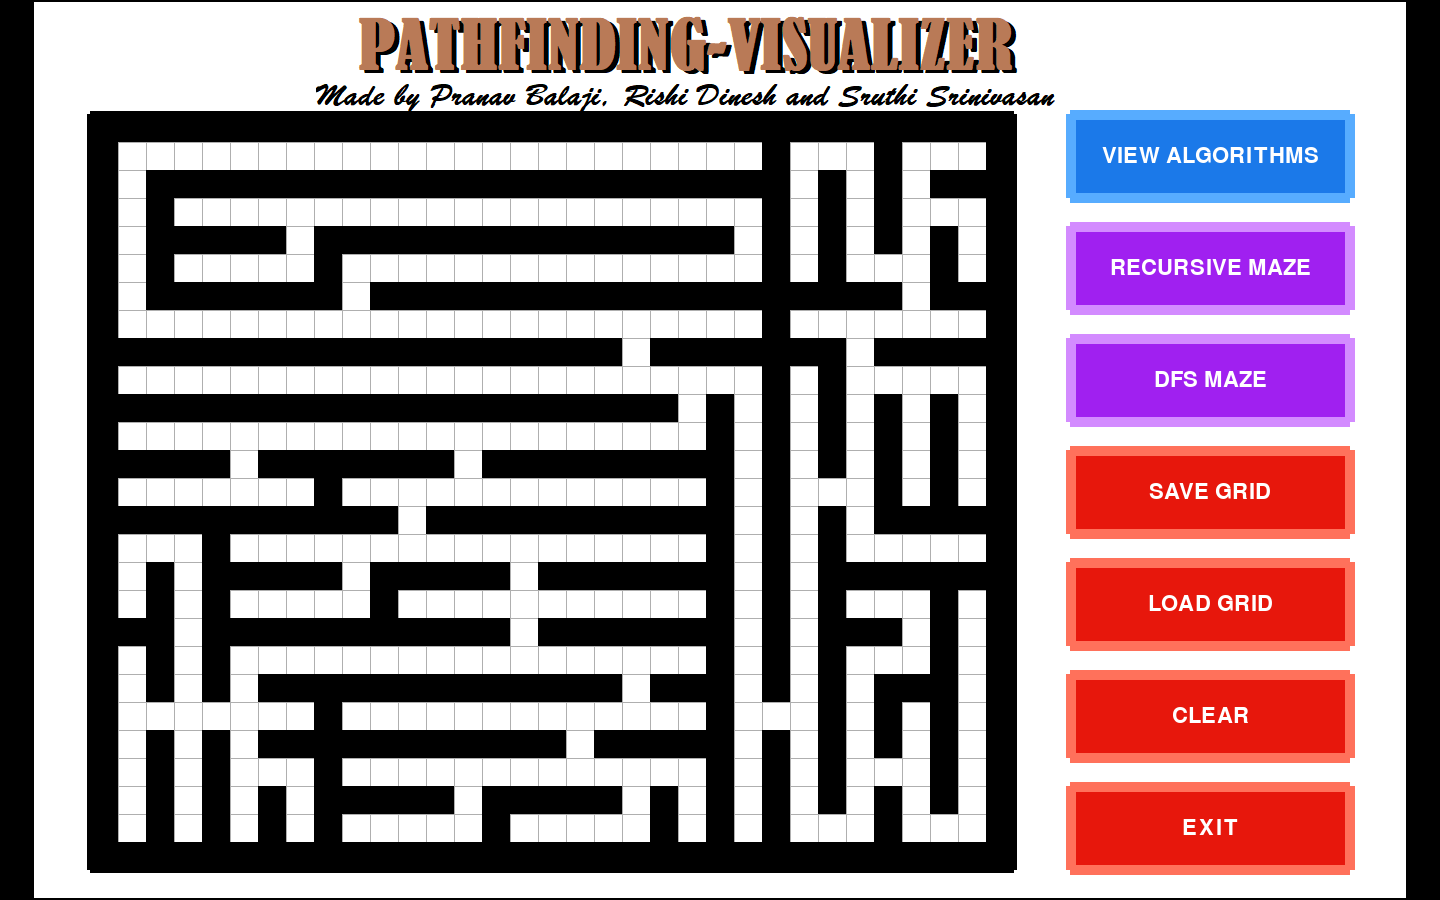 PATHFINDING-VISUALIZER
Made by Pranav Balaji, Rishi Dinesh and Sruthi Srinivasan
VIEW ALGORITHMS
RECURSIVE MAZE
DFS MAZE
SAVE GRID
LOAD GRID
CLEAR
EXIT